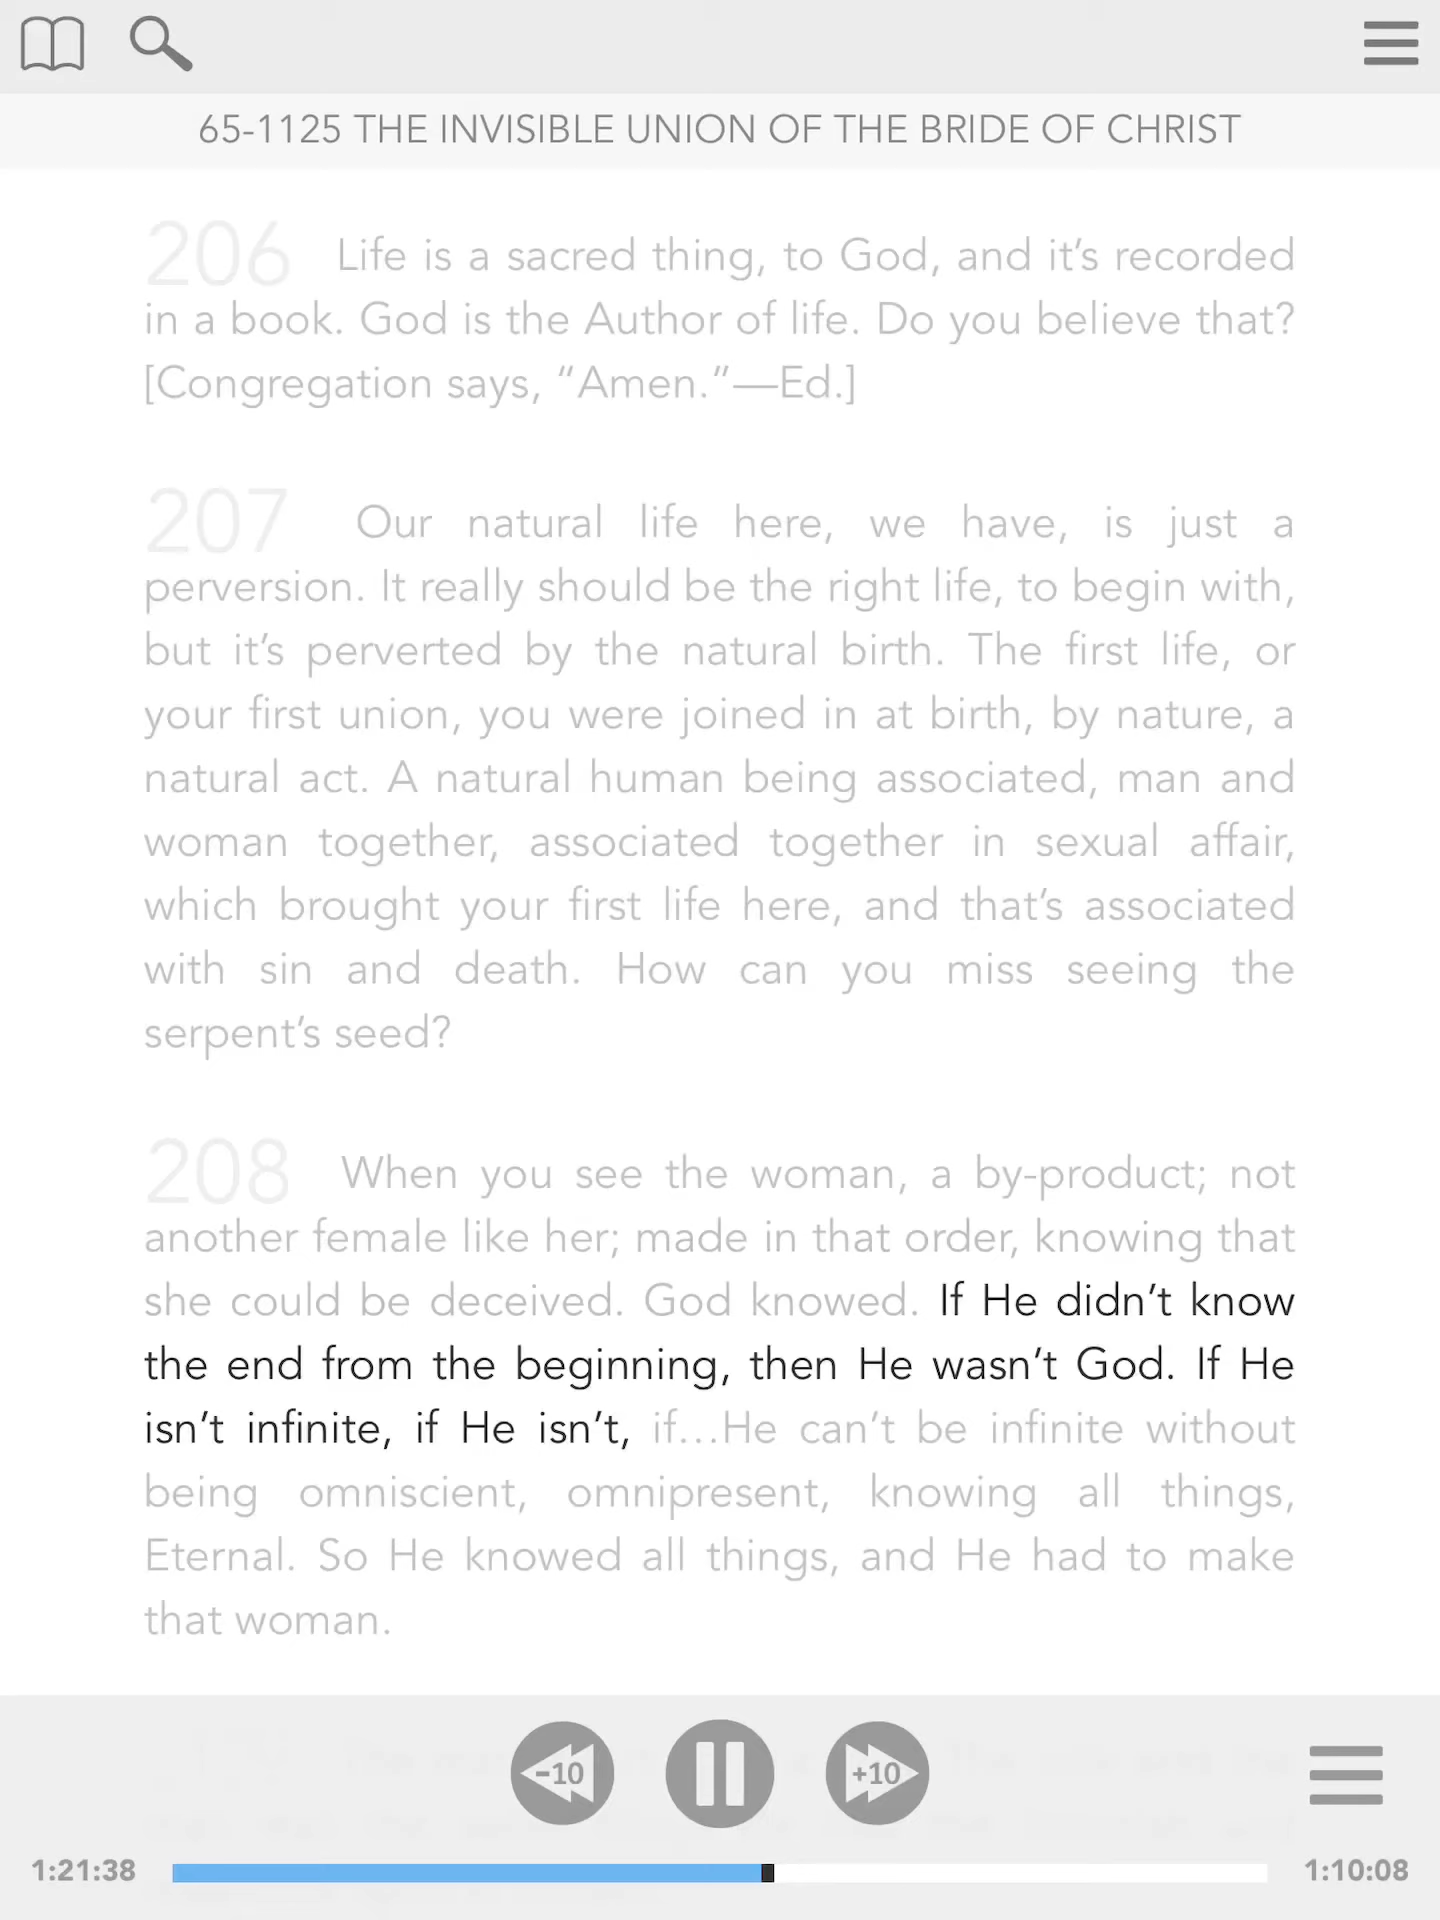 65-1125 THE INVISIBLE UNION OF THE BRIDE OF CHRIST
206 Life is a sacred thing, to God, and it’s recorded
in a book. God is the Author of life. Do you believe that?
[Congregation says, “Amen.”—Ed.]
207 Our natural life here, we have, is just a
perversion. It really should be the right life, to begin with,
but it’s perverted by the natural birth. The first life, or
your first union, you were joined in at birth, by nature, a
natural act. A natural human being associated, man and
woman together, associated together in sexual affair,
which brought your first life here, and that’s associated
with sin and death. How can you miss seeing the
serpent’s seed?
208 When you see the woman, a by-product; not
another female like her; made in that order, knowing that
she could be deceived. God knowed. If He didn’t know
the end from the beginning, then He wasn’t God. If He
isn’t infinite, if He isn’t, if…He can’t be infinite without
being omniscient, omnipresent, knowing all things,
Eternal. So He knowed all things, and He had to make
that woman.
-10 +10
1:21:38 1:10:08